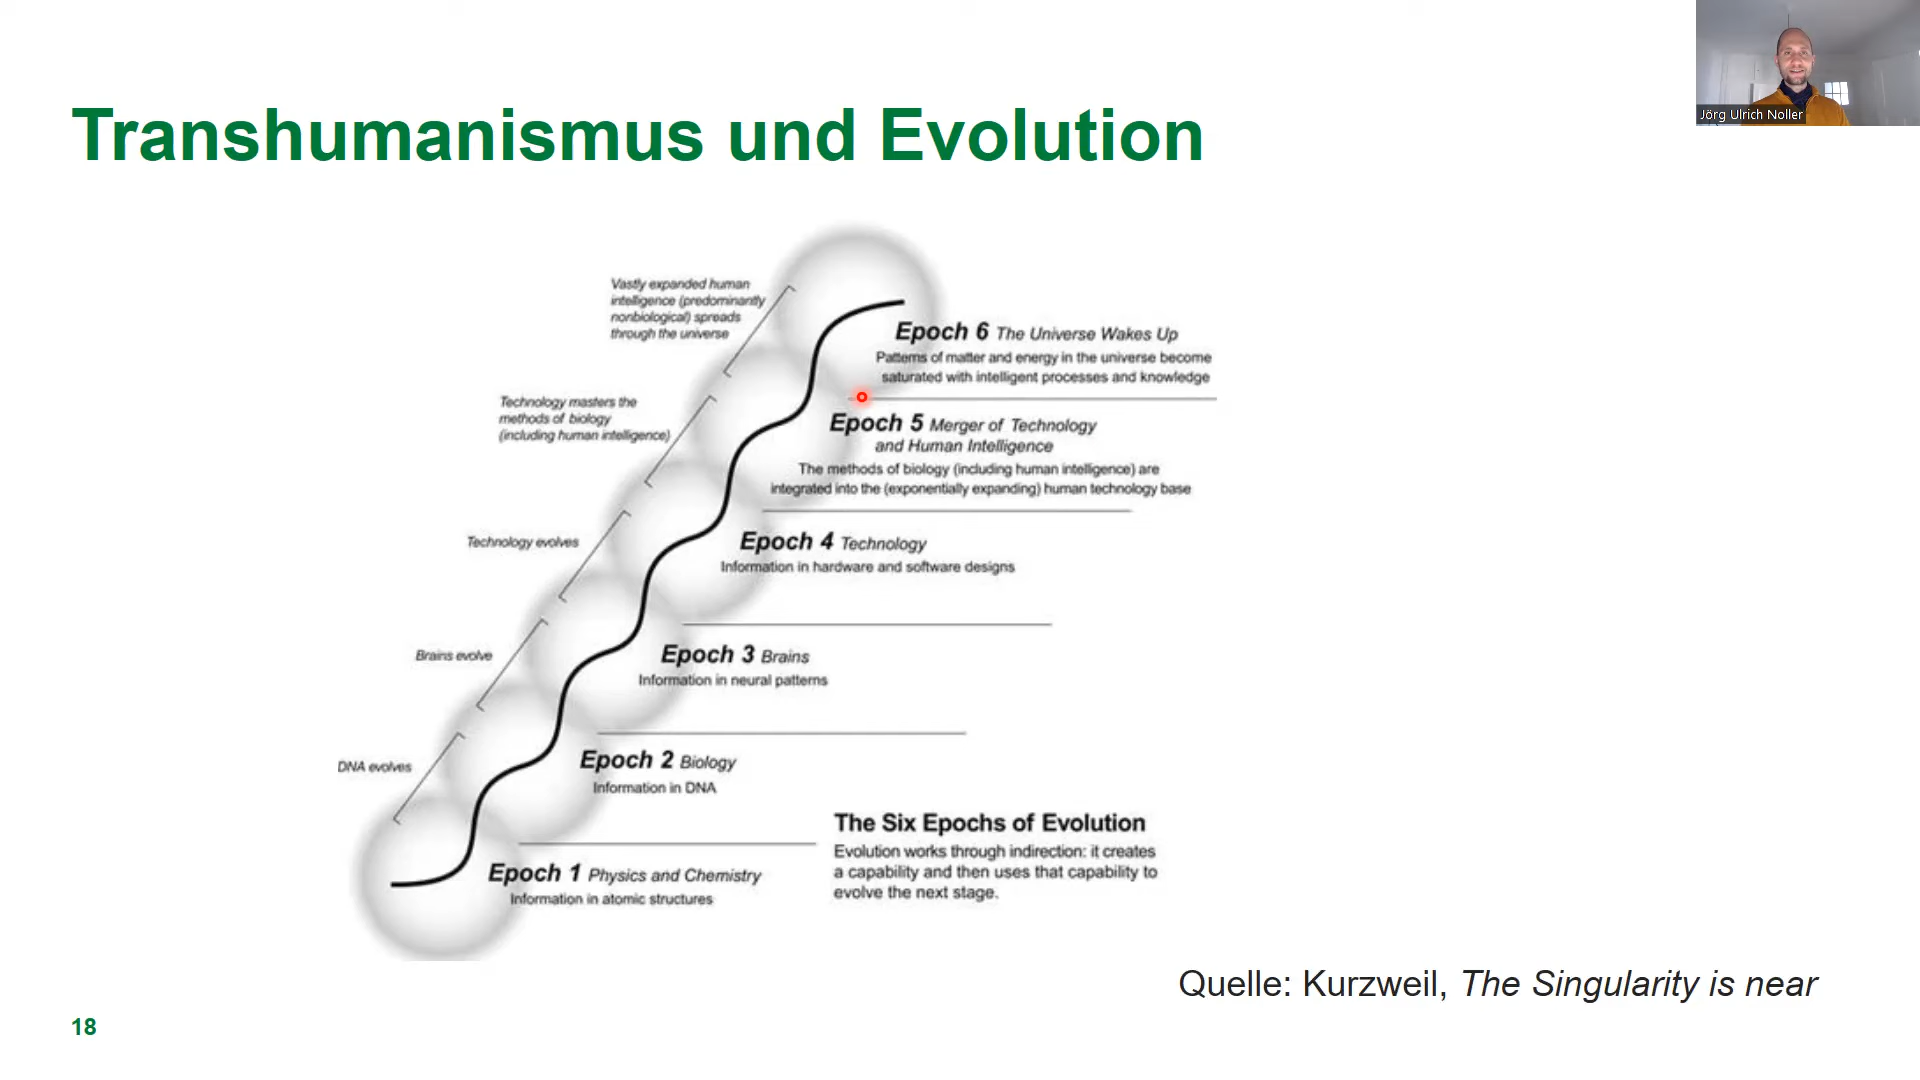 Transhumanismus und Evolution
Jörg Ulrich Noller
Vastly expanded human
intelligence (predominantly
nonbiological) spreads
through the universe
Epoch 6 The Universe Wakes Up
Patterns of matter and energy in the universe become
saturated with intelligent processes and knowledge
Technology masters the
methods of biology
(including human intelligence)
Epoch 5 Merger of Technology
and Human Intelligence
The methods of biology (including human intelligence) are
integrated into the (exponentially expanding) human technology base
Technology evolves
Epoch 4 Technology
Information in hardware and software designs
Brains evolve
Epoch 3 Brains
Information in neural patterns
DNA evolves
Epoch 2 Biology
Information in DNA
Epoch 1 Physics and Chemistry
Information in atomic structures
The Six Epochs of Evolution
Evolution works through indirection: it creates
a capability and then uses that capability to
evolve the next stage.
Quelle: Kurzweil, The Singularity is near
18